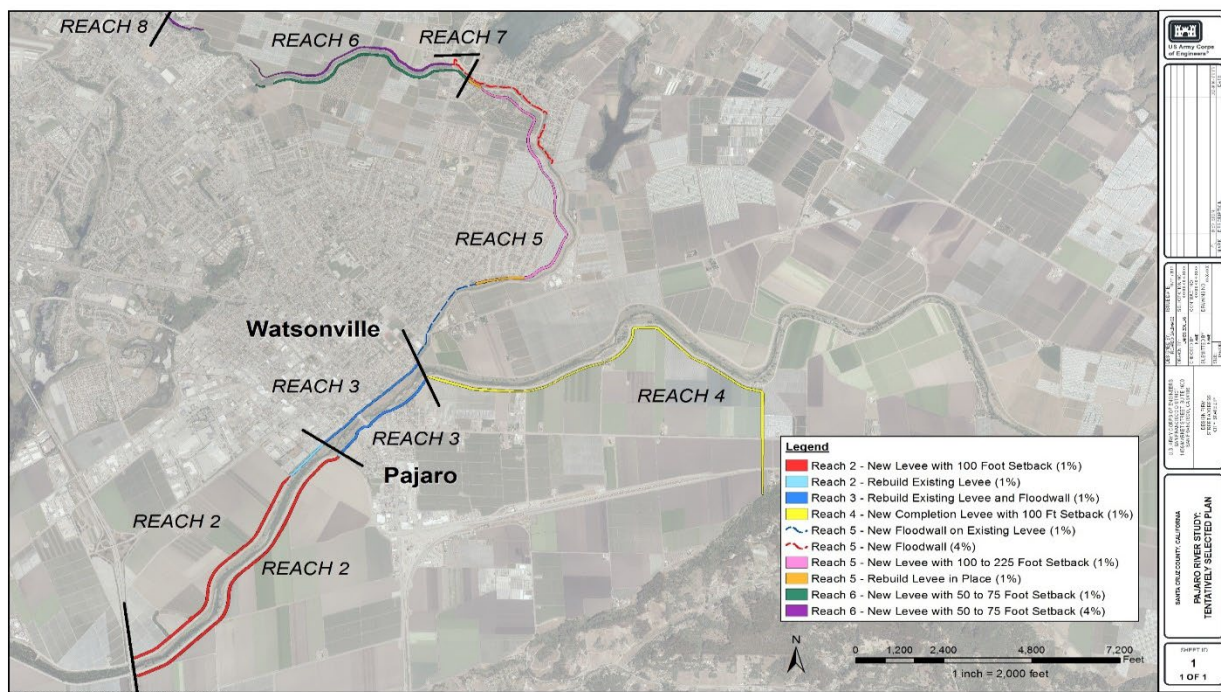 REACH 8
REACH 6
REACH 7
REACH 5
Watsonville
REACH 3
REACH 4
REACH 3
Pajaro
REACH 2
REACH 2
Legend
Reach 2 - New Levee with 100 Foot Setback (1%)
Reach 2 - Rebuild Existing Levee (1%)
Reach 3 - Rebuild Existing Levee and Floodwall (1%)
Reach 4 - New Completion Levee with 100 Ft Setback (1%)
Reach 5 - New Floodwall on Existing Levee (1%)
Reach 5 - New Floodwall (4%)
Reach 5 - New Levee with 100 to 225 Foot Setback (1%)
Reach 5 - Rebuild Levee in Place (1%)
Reach 6 - New Levee with 50 to 75 Foot Setback (1%)
Reach 6 - New Levee with 50 to 75 Foot Setback (4%)
N
0 1,200 2,400 4,800 7,200
Feet
1 inch = 2,000 feet
US Army Corps
of Engineers®
SANTA CRUZ COUNTY, CALIFORNIA
PAJARO RIVER STUDY:
TENTATIVELY SELECTED PLAN
SHEET ID
1
1 OF 1